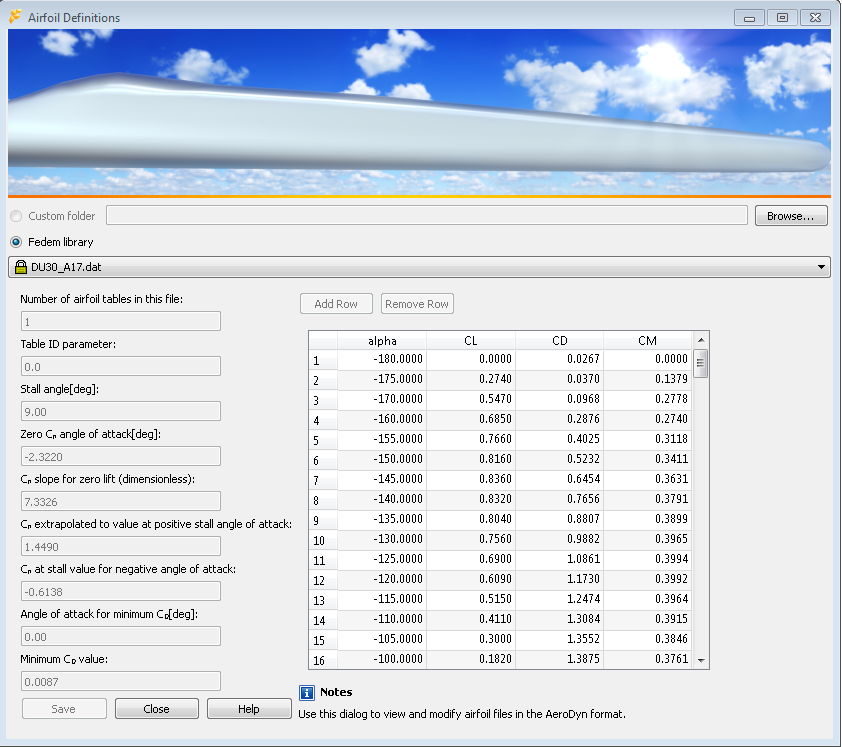 Airfoil Definitions
Custom folder
Browse...
Fedem library
DU30_A17.dat
Number of airfoil tables in this file:
1
Table ID parameter:
0.0
Stall angle[deg]:
9.00
Zero Cₙ angle of attack[deg]:
-2.3220
Cₙ slope for zero lift (dimensionless):
7.3326
Cₙ extrapolated to value at positive stall angle of attack:
1.4490
Cₙ at stall value for negative angle of attack:
-0.6138
Angle of attack for minimum C_D[deg]:
0.00
Minimum C_D value:
0.0087
Save Close Help
Add Row Remove Row
alpha CL CD CM
1 -180.0000 0.0000 0.0267 0.0000
2 -175.0000 0.2740 0.0370 0.1379
3 -170.0000 0.5470 0.0968 0.2778
4 -160.0000 0.6850 0.2876 0.2740
5 -155.0000 0.7660 0.4025 0.3118
6 -150.0000 0.8160 0.5232 0.3411
7 -145.0000 0.8360 0.6454 0.3631
8 -140.0000 0.8320 0.7656 0.3791
9 -135.0000 0.8040 0.8807 0.3899
10 -130.0000 0.7560 0.9882 0.3965
11 -125.0000 0.6900 1.0861 0.3994
12 -120.0000 0.6090 1.1730 0.3992
13 -115.0000 0.5150 1.2474 0.3964
14 -110.0000 0.4110 1.3084 0.3915
15 -105.0000 0.3000 1.3552 0.3846
16 -100.0000 0.1820 1.3875 0.3761
Notes
Use this dialog to view and modify airfoil files in the AeroDyn format.